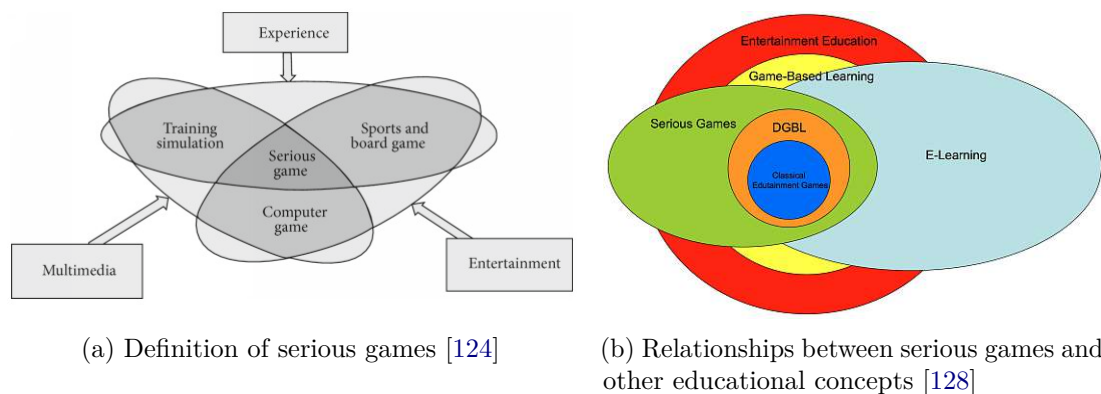 Experience
Training
simulation
Sports and
board game
Serious
game
Computer
game
Multimedia
Entertainment
(a) Definition of serious games [124]
Entertainment Education
Game-Based Learning
Serious Games
DGBL
E-Learning
Classical
Edutainment Games
(b) Relationships between serious games and
other educational concepts [128]